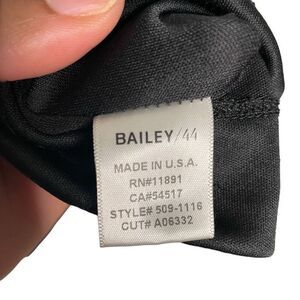 BAILEY/44
MADE IN U.S.A.
RN#11891
CA#54517
STYLE# 509-1116
CUT# A06332